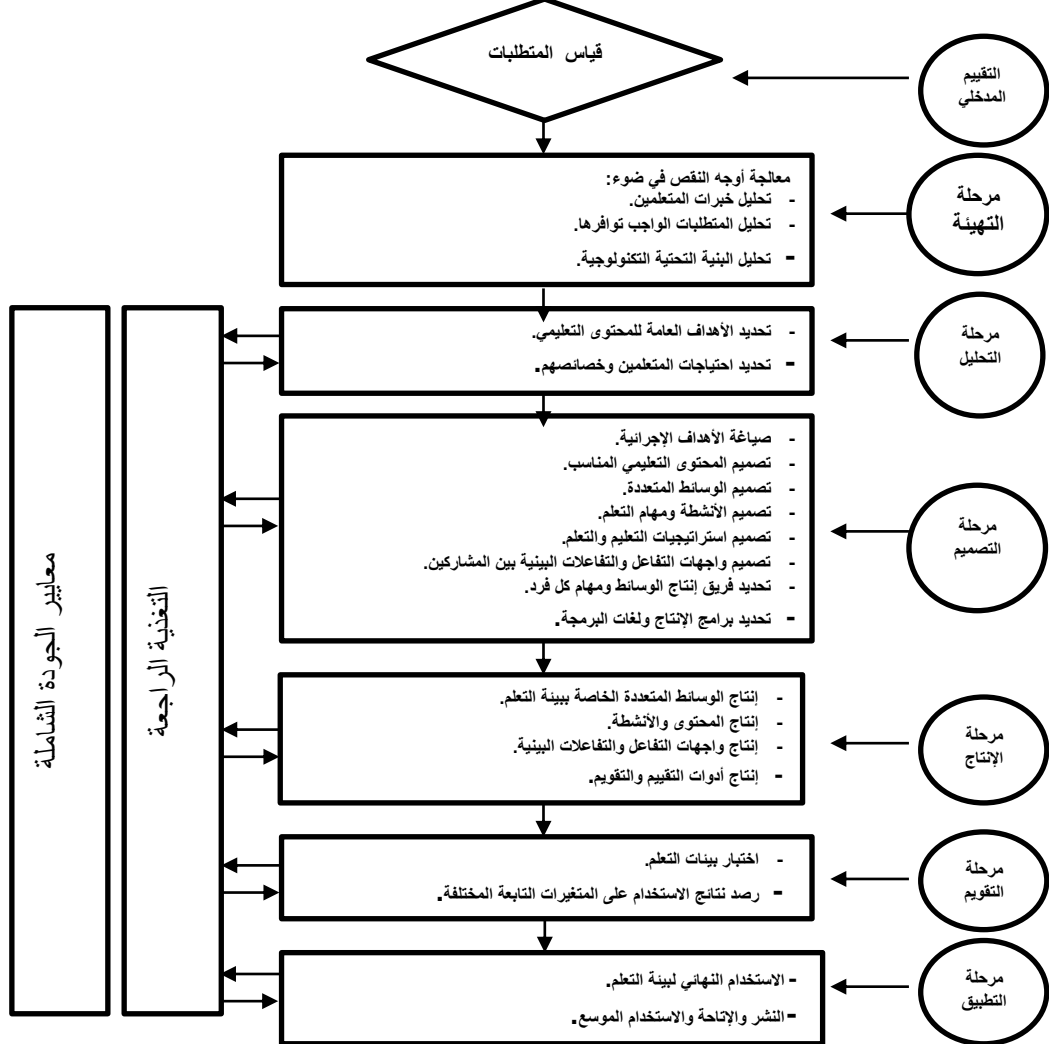 قياس المتطلبات
التقييم
المدخلي
معالجة أوجه النقص في ضوء:
- تحليل خبرات المتعلمين.
- تحليل المتطلبات الواجب توافرها.
- تحليل البنية التحتية التكنولوجية.
مرحلة
التهيئة
- تحديد الأهداف العامة للمحتوى التعليمي.
- تحديد احتياجات المتعلمين وخصائصهم.
مرحلة
التحليل
- صياغة الأهداف الإجرائية.
- تصميم المحتوى التعليمي المناسب.
- تصميم الوسائط المتعددة.
- تصميم الأنشطة ومهام التعلم.
- تصميم استراتيجيات التعليم والتعلم.
- تصميم واجهات التفاعل والتفاعلات البينية بين المشاركين.
- تحديد فريق إنتاج الوسائط ومهام كل فرد.
- تحديد برامج الإنتاج ولغات البرمجة.
مرحلة
التصميم
- إنتاج الوسائط المتعددة الخاصة ببيئة التعلم.
- إنتاج المحتوى والأنشطة.
- إنتاج واجهات التفاعل والتفاعلات البينية.
- إنتاج أدوات التقييم والتقويم.
مرحلة
الإنتاج
- اختبار بيئات التعلم.
- رصد نتائج الاستخدام على المتغيرات التابعة المختلفة.
مرحلة
التقويم
- الاستخدام النهائي لبيئة التعلم.
- النشر والإتاحة والاستخدام الموسع.
مرحلة
التطبيق
التغذية الراجعة
معايير الجودة الشاملة